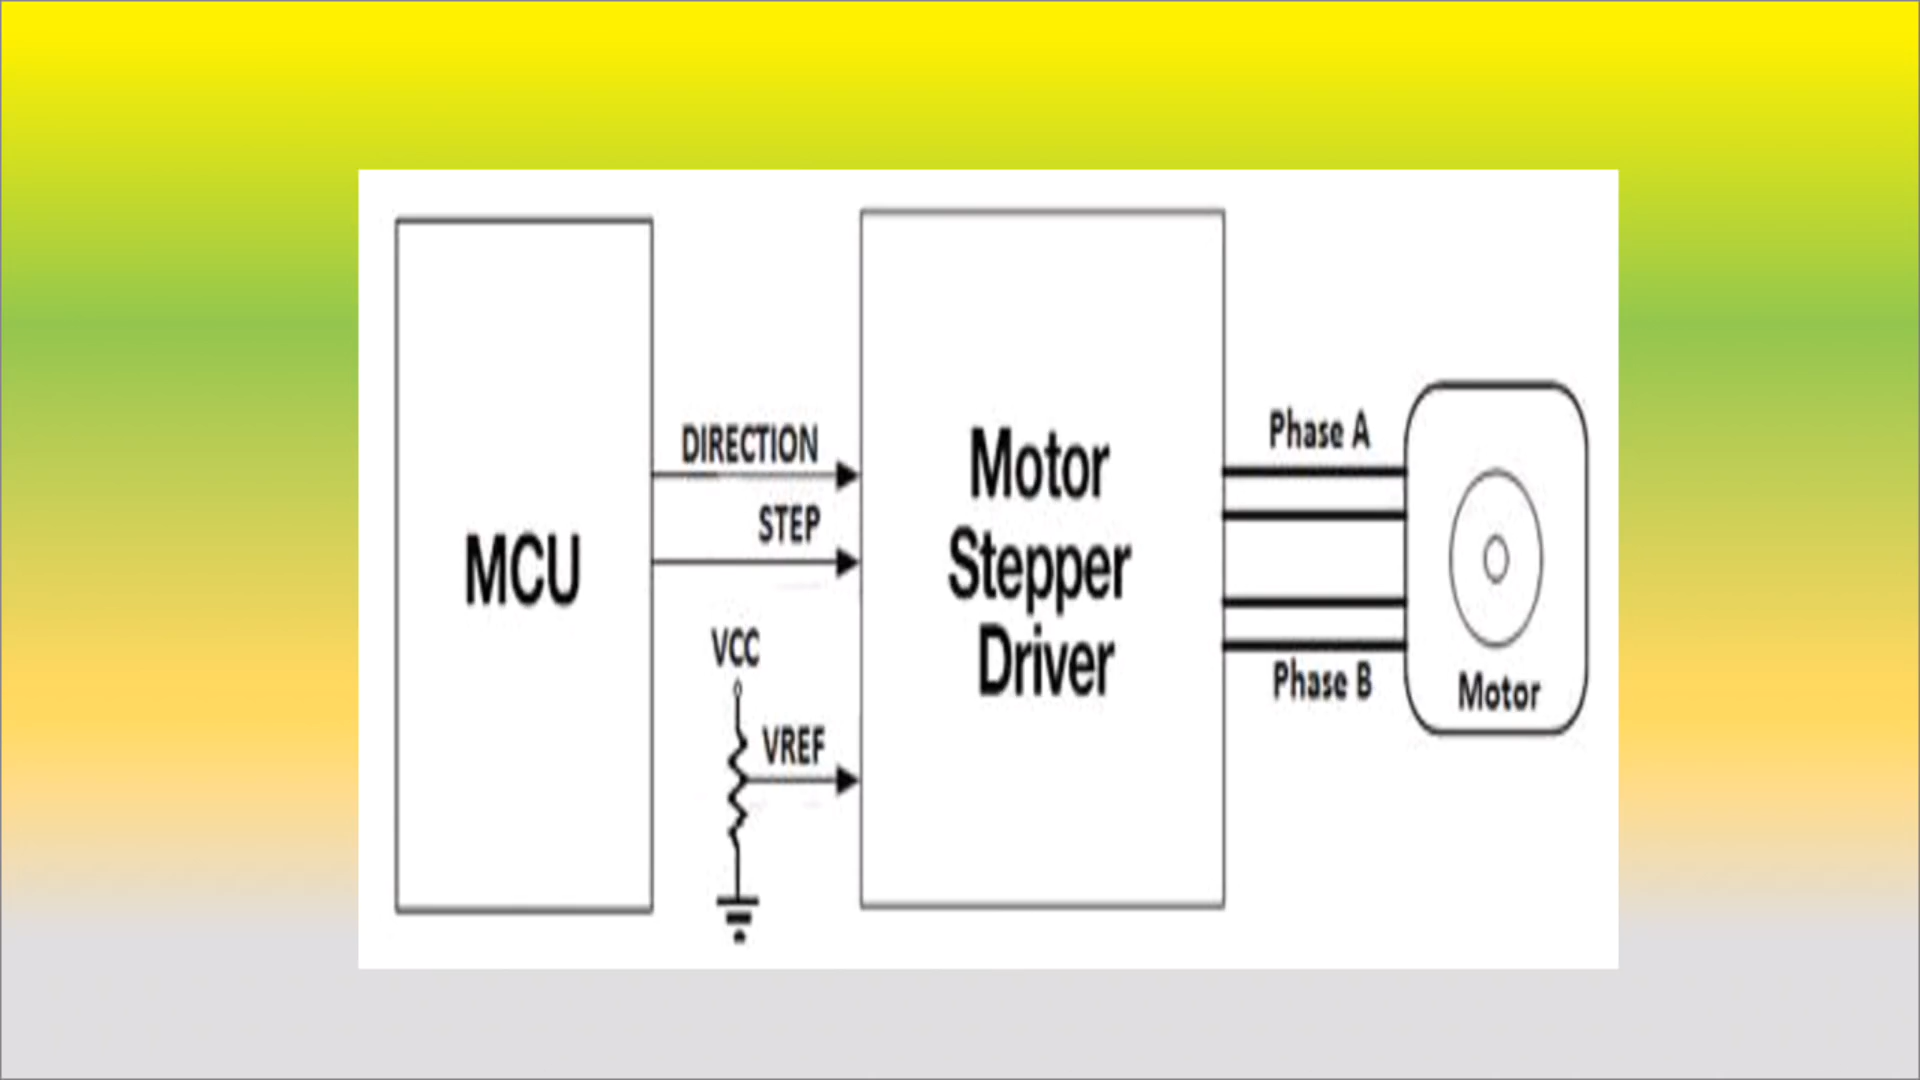 MCU
DIRECTION
STEP
VCC
VREF
Motor
Stepper
Driver
Phase A
Phase B
Motor